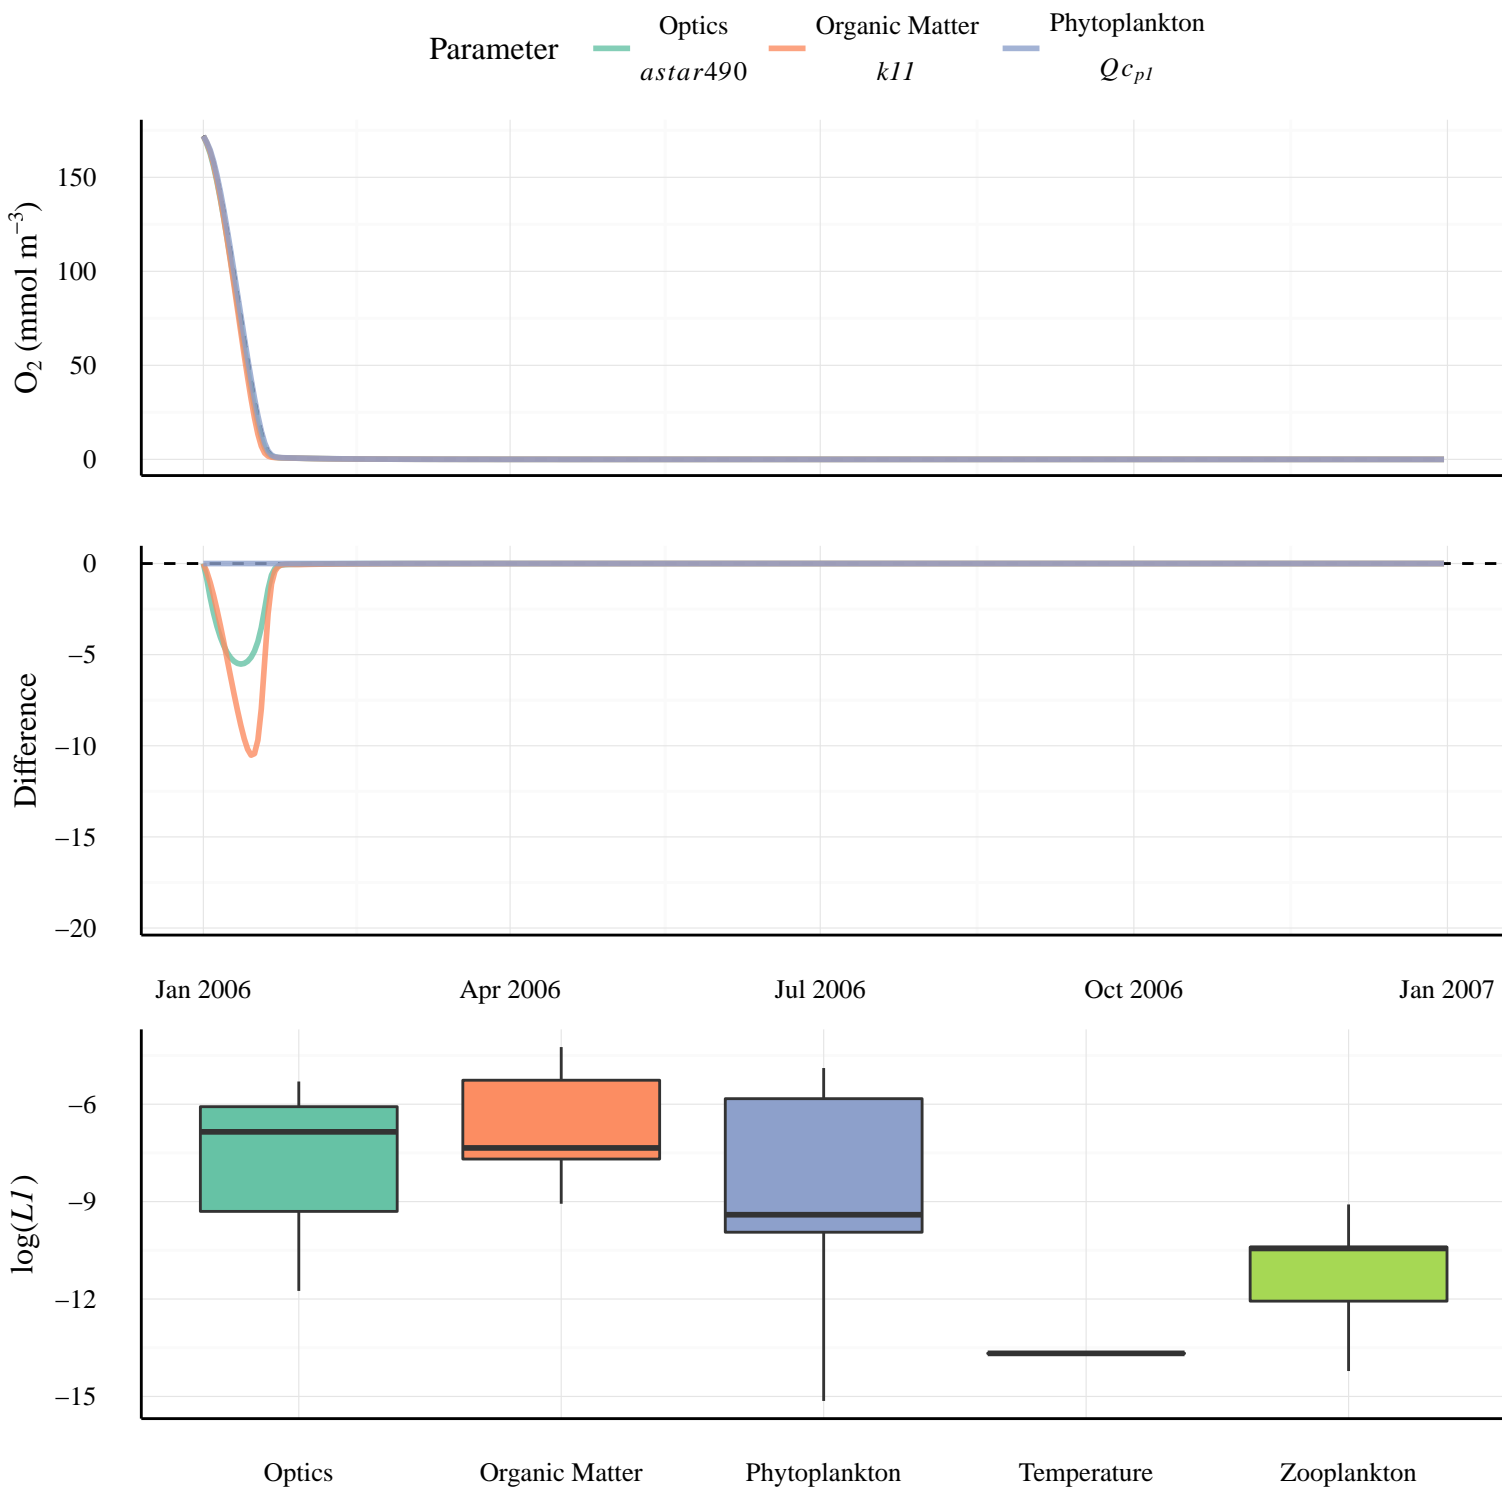 Parameter
Optics
astar490
Organic Matter
k11
Phytoplankton
Qc_p1
O₂ (mmol m⁻³)
150
100
50
0
Difference
0
−5
−10
−15
−20
Jan 2006 Apr 2006 Jul 2006 Oct 2006 Jan 2007
log(L1)
−6
−9
−12
−15
Optics Organic Matter Phytoplankton Temperature Zooplankton